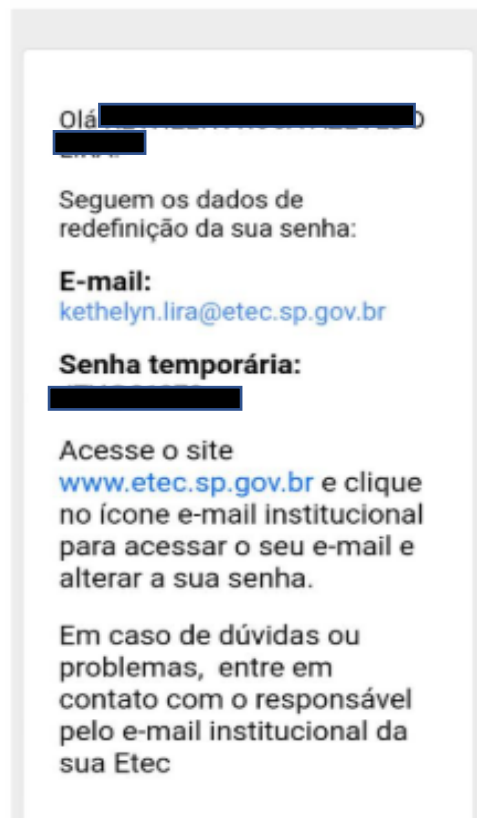 Olá
Seguem os dados de
redefinição da sua senha:
E-mail:
kethelyn.lira@etec.sp.gov.br
Senha temporária:
Acesse o site
www.etec.sp.gov.br e clique
no ícone e-mail institucional
para acessar o seu e-mail e
alterar a sua senha.
Em caso de dúvidas ou
problemas, entre em
contato com o responsável
pelo e-mail institucional da
sua Etec